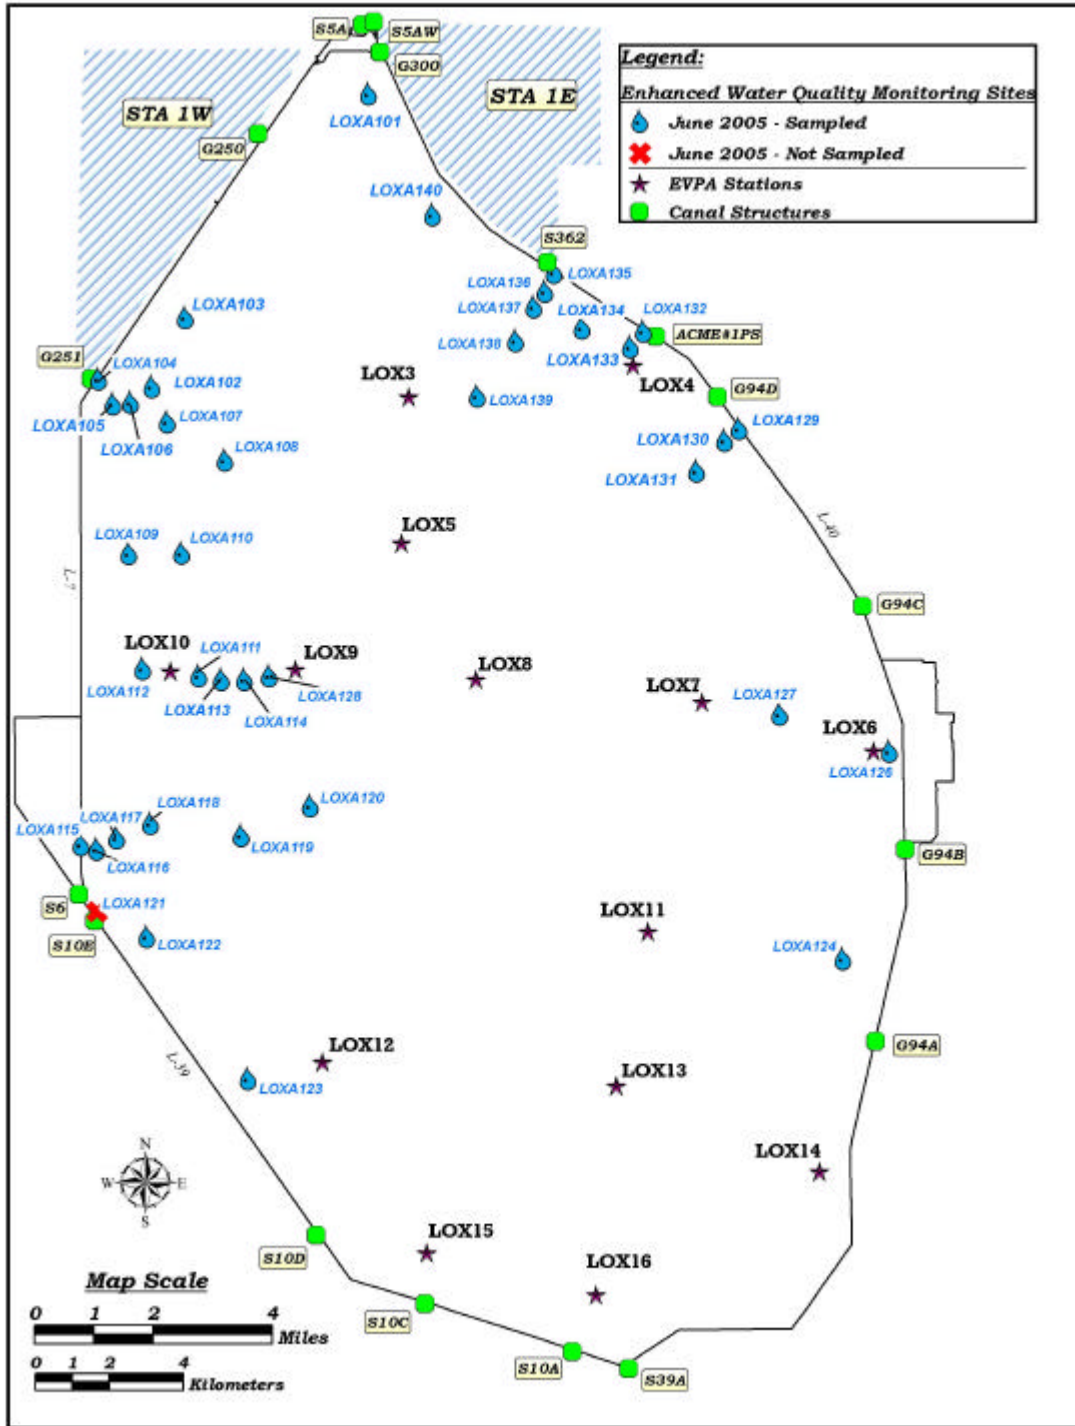 S5A
S5AW
G300
Legend:
Enhanced Water Quality Monitoring Sites
June 2005 - Sampled
June 2005 - Not Sampled
EVPA Stations
Canal Structures
STA 1W
STA 1E
LOXA101
G250
LOXA140
S362
LOXA135
LOXA136
LOXA137
LOXA134
LOXA132
LOXA103
ACME#1PS
LOXA138
LOXA133
G251
LOXA104
LOXA102
LOX3
LOX4
LOXA139
G94D
LOXA105
LOXA107
LOXA106
LOXA129
LOXA130
LOXA108
LOXA131
LOX5
L-40
LOXA109
LOXA110
L-7
G94C
LOX10
LOXA111
LOX9
LOX8
LOXA112
LOXA113
LOXA128
LOXA114
LOX7
LOXA127
LOX6
LOXA126
LOXA120
LOXA118
LOXA117
LOXA115
LOXA119
LOXA116
G94B
S6
LOXA121
S10E
LOXA122
LOX11
LOXA124
L-39
LOX12
G94A
LOXA123
LOX13
N
W E
S
LOX14
S10D
LOX15
LOX16
Map Scale
0 1 2 4
Miles
S10C
0 1 2 4
Kilometers
S10A
S39A